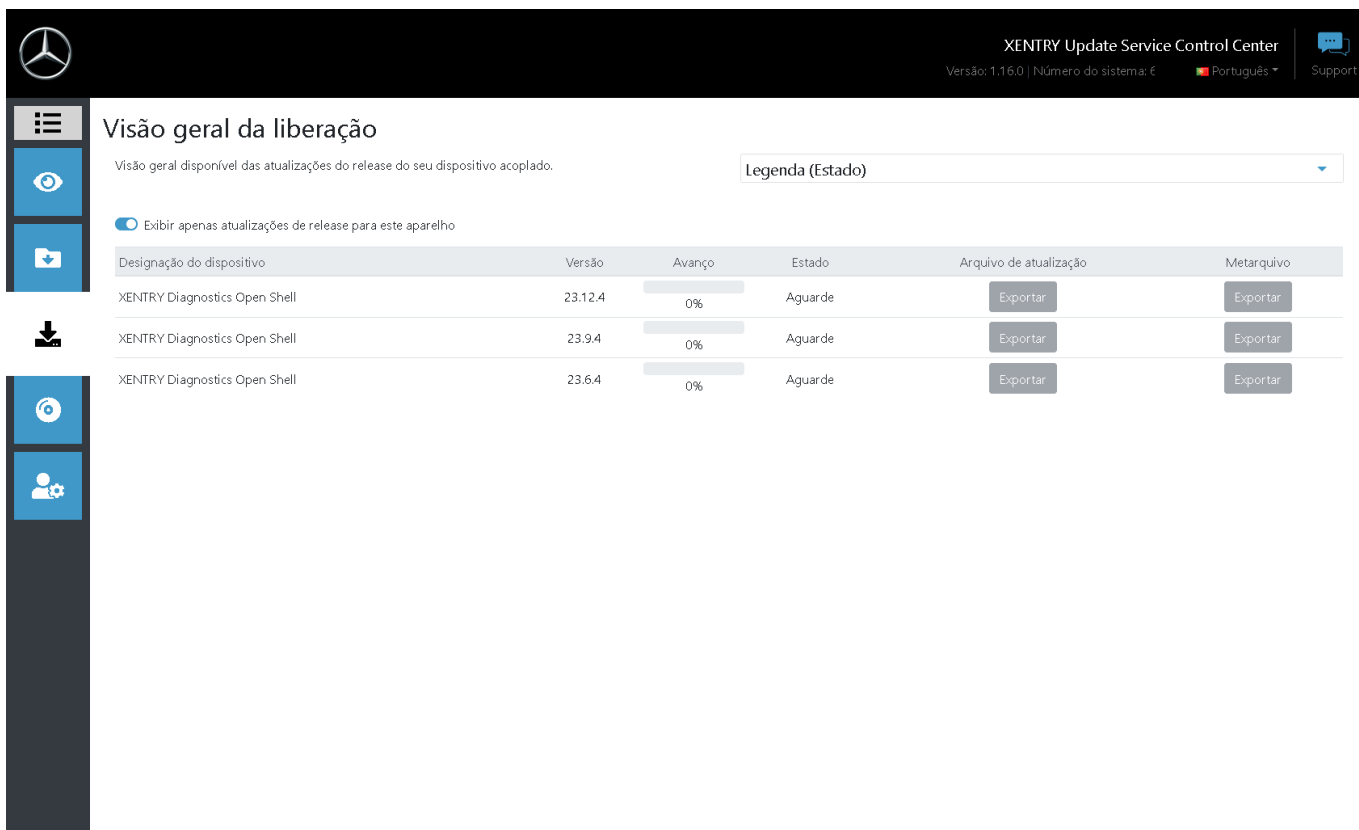 XENTRY Update Service Control Center
Versão: 1.16.0 | Número do sistema: 6
Português
Support
Visão geral da liberação
Visão geral disponível das atualizações do release do seu dispositivo acoplado.
Legenda (Estado)
Exibir apenas atualizações de release para este aparelho
Designação do dispositivo Versão Avanço Estado Arquivo de atualização Metarquivo
XENTRY Diagnostics Open Shell 23.12.4 0% Aguarde Exportar Exportar
XENTRY Diagnostics Open Shell 23.9.4 0% Aguarde Exportar Exportar
XENTRY Diagnostics Open Shell 23.6.4 0% Aguarde Exportar Exportar